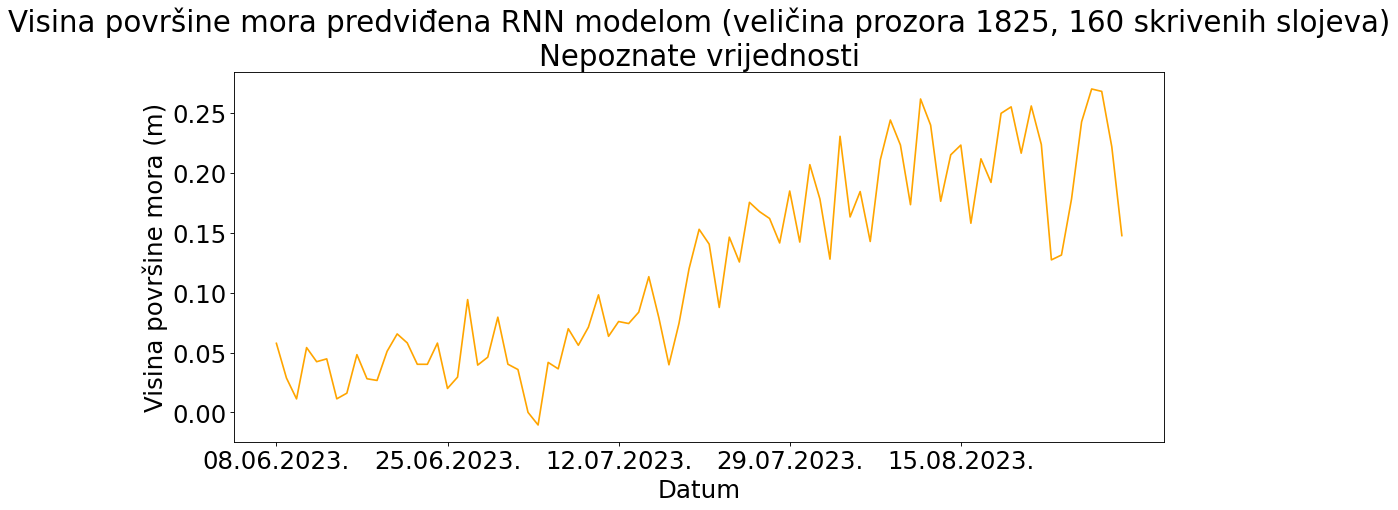 Visina površine mora predviđena RNN modelom (veličina prozora 1825, 160 skrivenih slojeva)
Nepoznate vrijednosti
Visina površine mora (m)
0.25
0.20
0.15
0.10
0.05
0.00
08.06.2023. 25.06.2023. 12.07.2023. 29.07.2023. 15.08.2023.
Datum